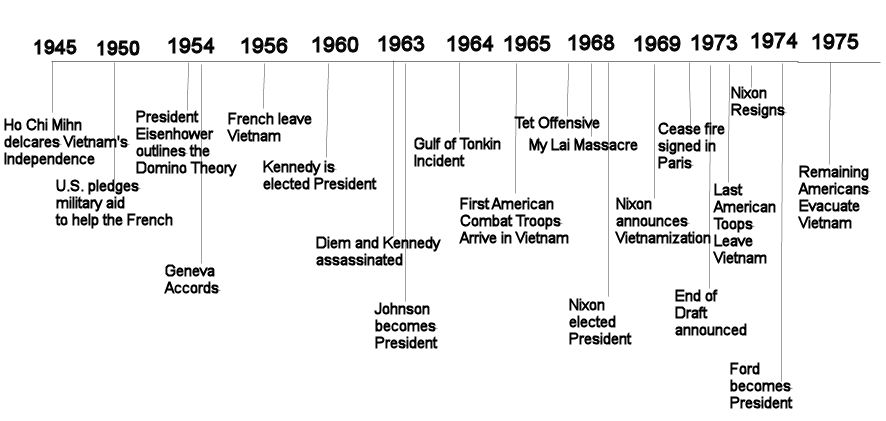 1945 1950 1954 1956 1960 1963 1964 1965 1968 1969 1973 1974 1975
Ho Chi Mihn
delcares Vietnam's
Independence
U.S. pledges
military aid
to help the French
President
Eisenhower
outlines the
Domino Theory
Geneva
Accords
French leave
Vietnam
Kennedy is
elected President
Diem and Kennedy
assassinated
Johnson
becomes
President
Gulf of Tonkin
Incident
First American
Combat Troops
Arrive in Vietnam
Tet Offensive
My Lai Massacre
Nixon
elected
President
Nixon
announces
Vietnamization
Cease fire
signed in
Paris
End of
Draft
announced
Last
American
Toops
Leave
Vietnam
Nixon
Resigns
Ford
becomes
President
Remaining
Americans
Evacuate
Vietnam